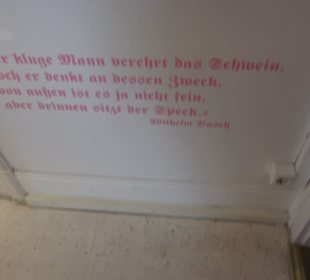 r kluge Mann verehrt das Schwein,
och er denkt an dessen Zweck.
von außen ist es ja nicht fein,
aber drinnen sitzt der Speck.«
Wilhelm Busch